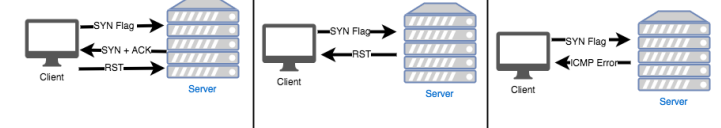 SYN Flag
SYN + ACK
RST
Client
Server
SYN Flag
RST
Client
Server
SYN Flag
ICMP Error
Client
Server